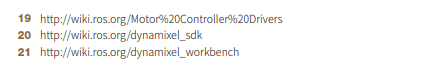 19 http://wiki.ros.org/Motor%20Controller%20Drivers
20 http://wiki.ros.org/dynamixel_sdk
21 http://wiki.ros.org/dynamixel_workbench